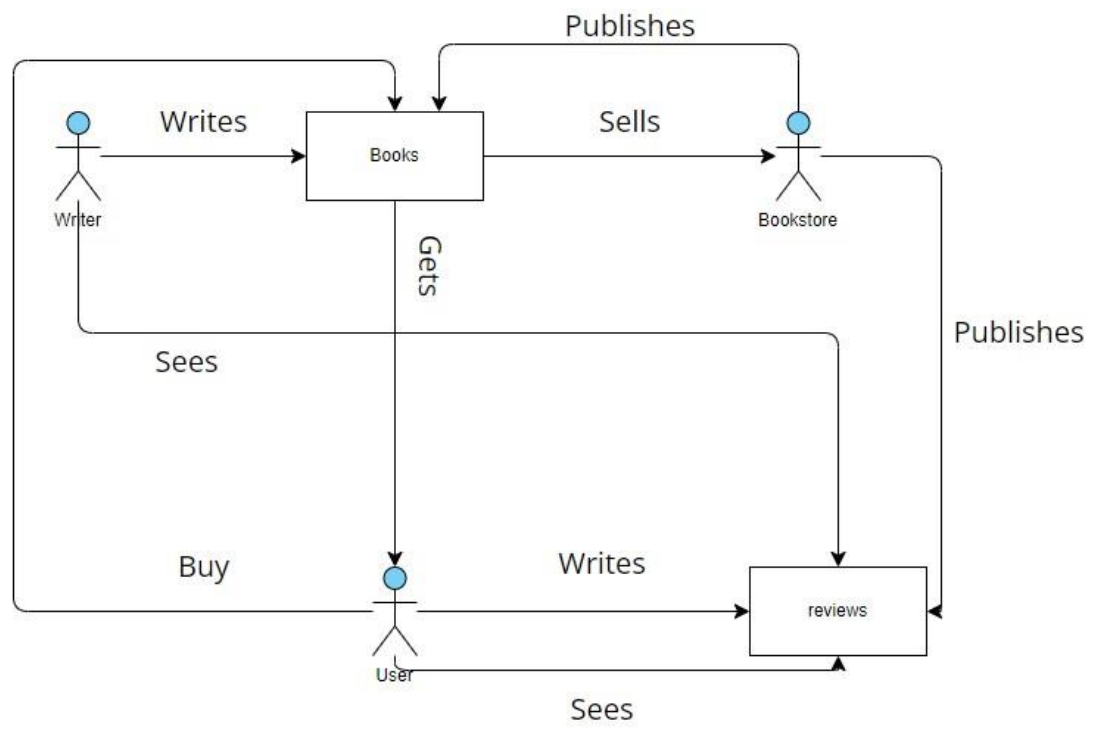 Publishes
Writes
Sells
Books
Writer
Bookstore
Gets
Publishes
Sees
Buy
Writes
reviews
User
Sees